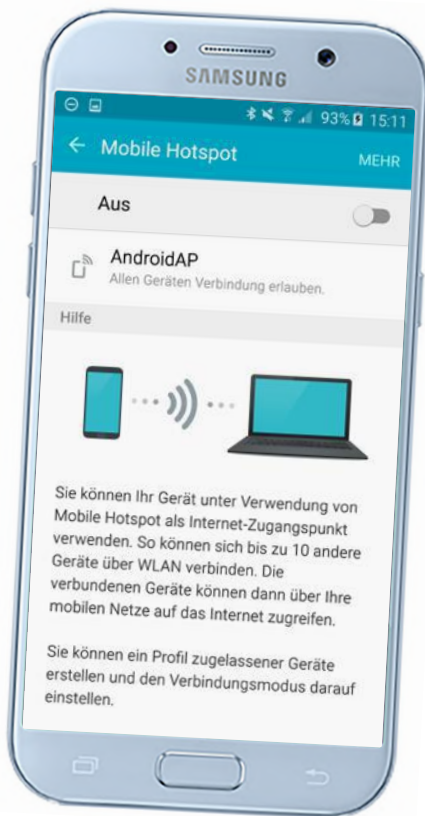 SAMSUNG
93% 15:11
Mobile Hotspot
MEHR
Aus
AndroidAP
Allen Geräten Verbindung erlauben.
Hilfe
Sie können Ihr Gerät unter Verwendung von
Mobile Hotspot als Internet-Zugangspunkt
verwenden. So können sich bis zu 10 andere
Geräte über WLAN verbinden. Die
verbundenen Geräte können dann über Ihre
mobilen Netze auf das Internet zugreifen.
Sie können ein Profil zugelassener Geräte
erstellen und den Verbindungsmodus darauf
einstellen.